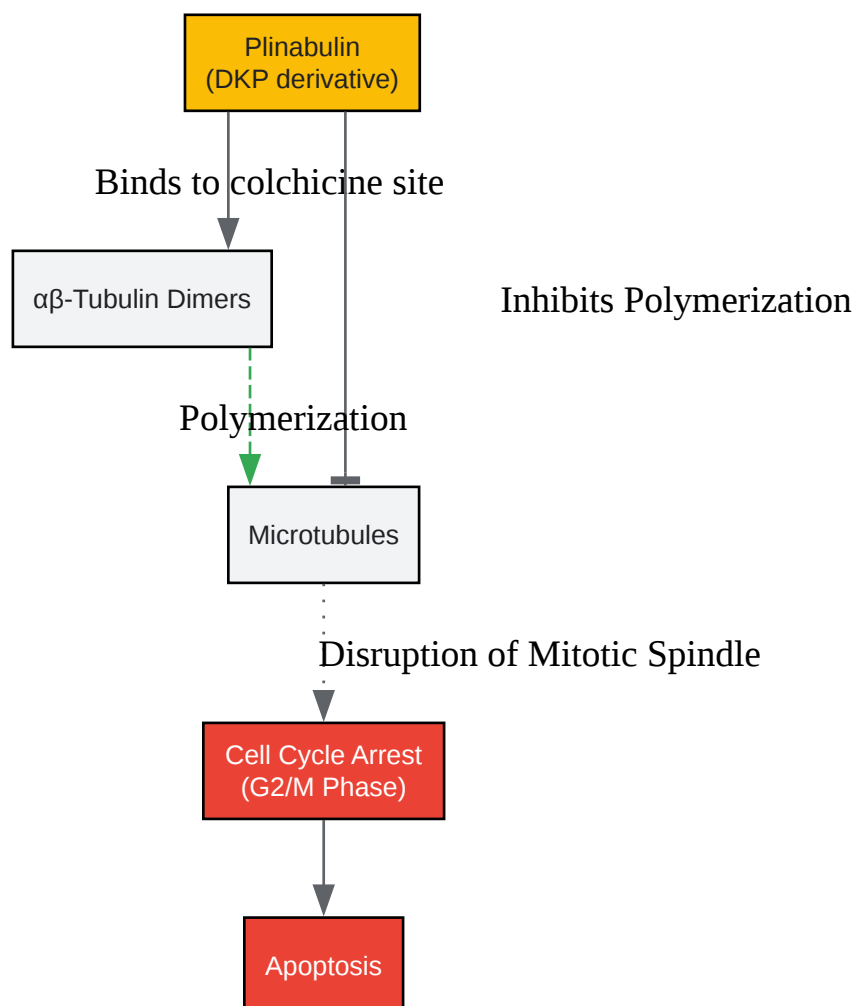 Plinabulin
(DKP derivative)
Binds to colchicine site
αβ-Tubulin Dimers
Inhibits Polymerization
Polymerization
Microtubules
Disruption of Mitotic Spindle
Cell Cycle Arrest
(G2/M Phase)
Apoptosis